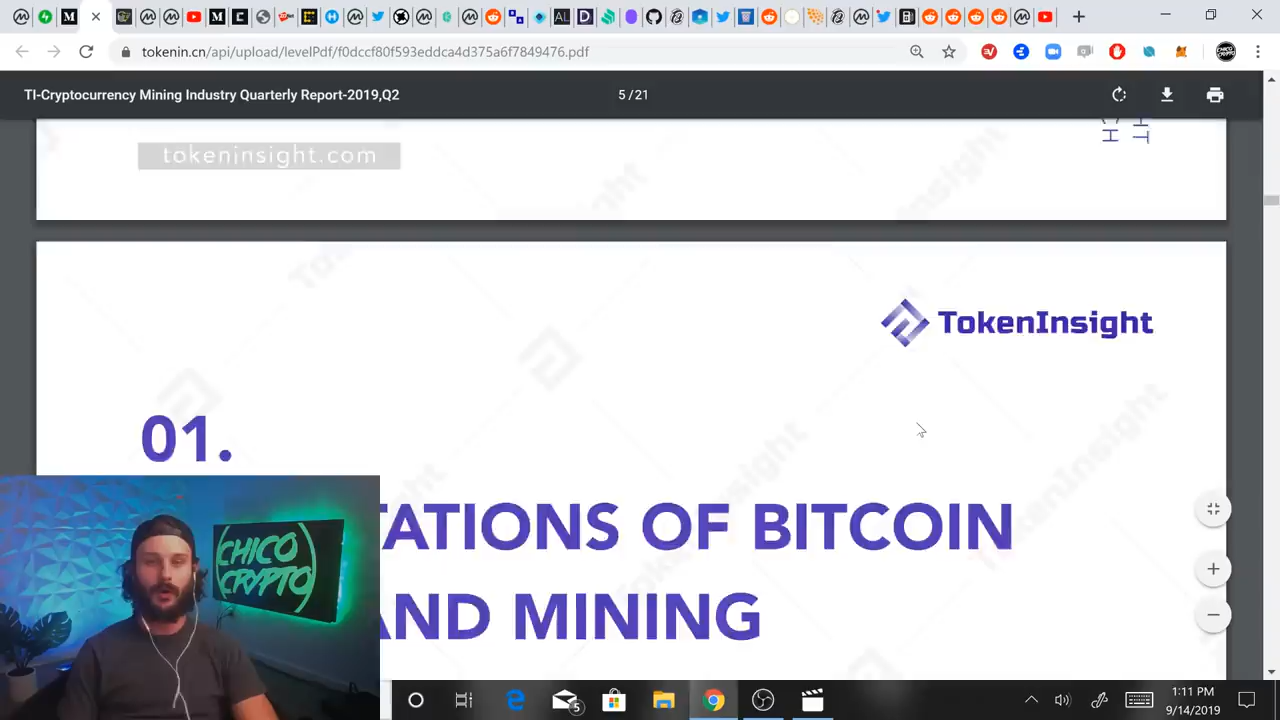 tokenin.cn/api/upload/levelPdf/f0dccf80f593eddca4d375a6f7849476.pdf
TI-Cryptocurrency Mining Industry Quarterly Report-2019,Q2
5 / 21
tokeninsight.com
TokenInsight
01.
TATIONS OF BITCOIN
AND MINING
(CHICO
CRYPTO)
5
1:11 PM
9/14/2019